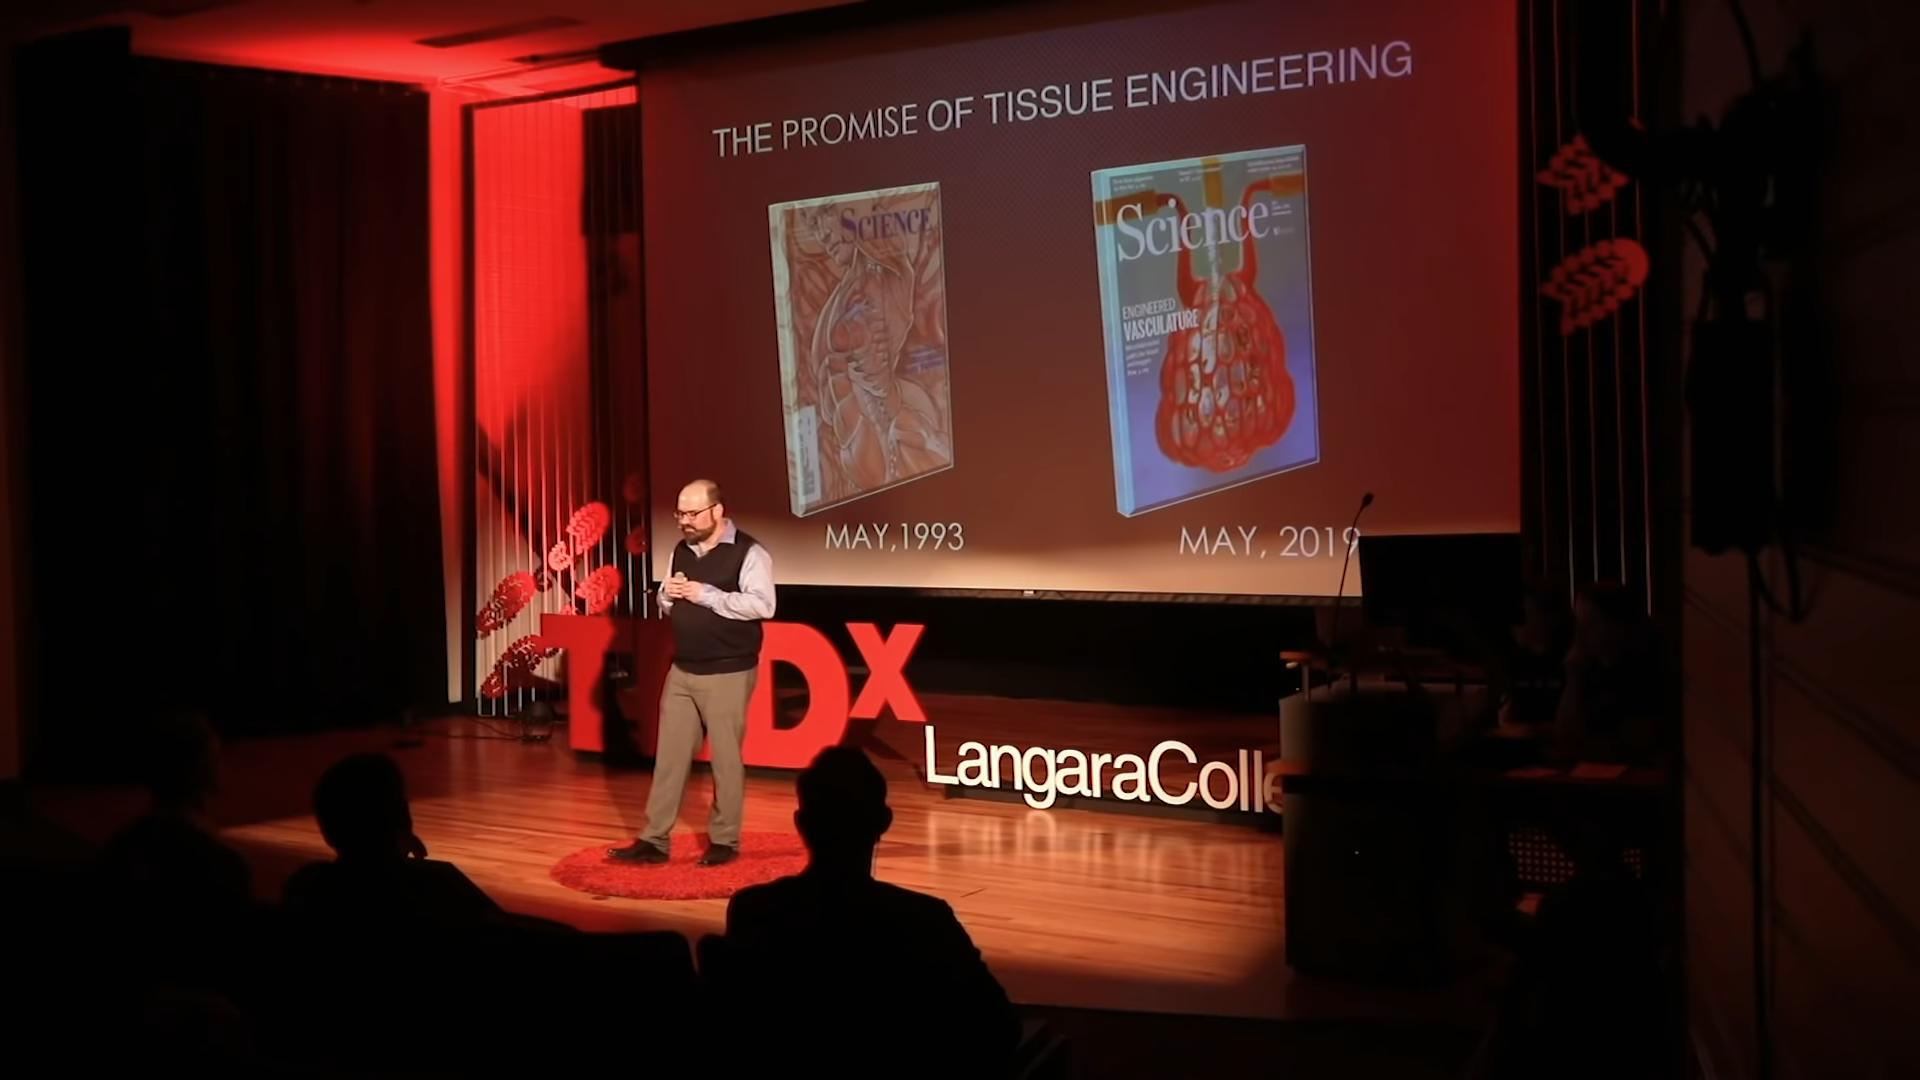 THE PROMISE OF TISSUE ENGINEERING
SCIENCE
Science
ENGINEERED
VASCULATURE
MAY,1993
MAY, 2019
TEDx
LangaraColle